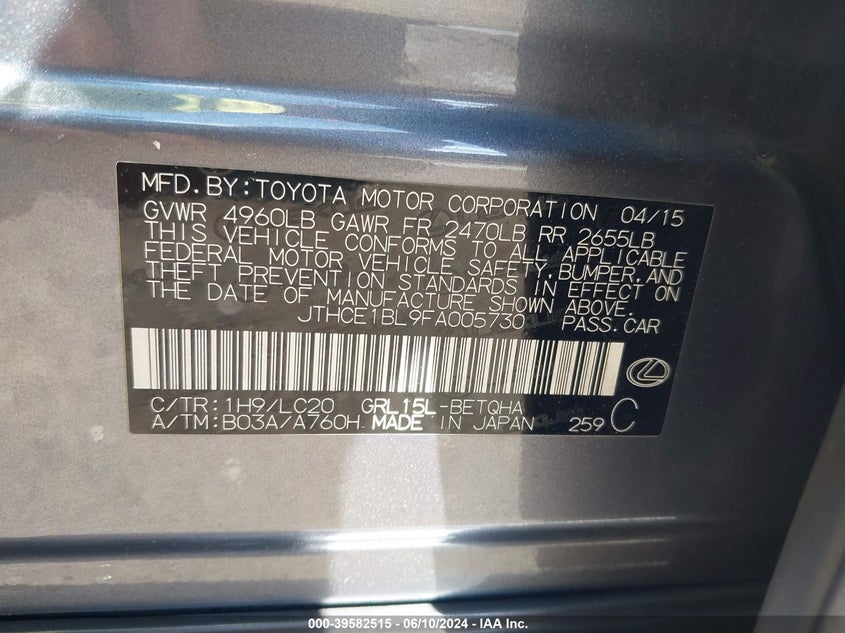 MFD.BY:TOYOTA MOTOR CORPORATION 04/15
GVWR 4960LB GAWR FR 2470LB RR 2655LB
THIS VEHICLE CONFORMS TO ALL APPLICABLE
FEDERAL MOTOR VEHICLE SAFETY,BUMPER,AND
THEFT PREVENTION STANDARDS IN EFFECT ON
THE DATE OF MANUFACTURE SHOWN ABOVE.
JTHCE1BL9FA005730 PASS.CAR
C/TR:1H9/LC20 GRL15L-BETQHA
A/TM:B03A/A760H MADE IN JAPAN 259 C
000-39582515 - 06/10/2024 - IAA Inc.